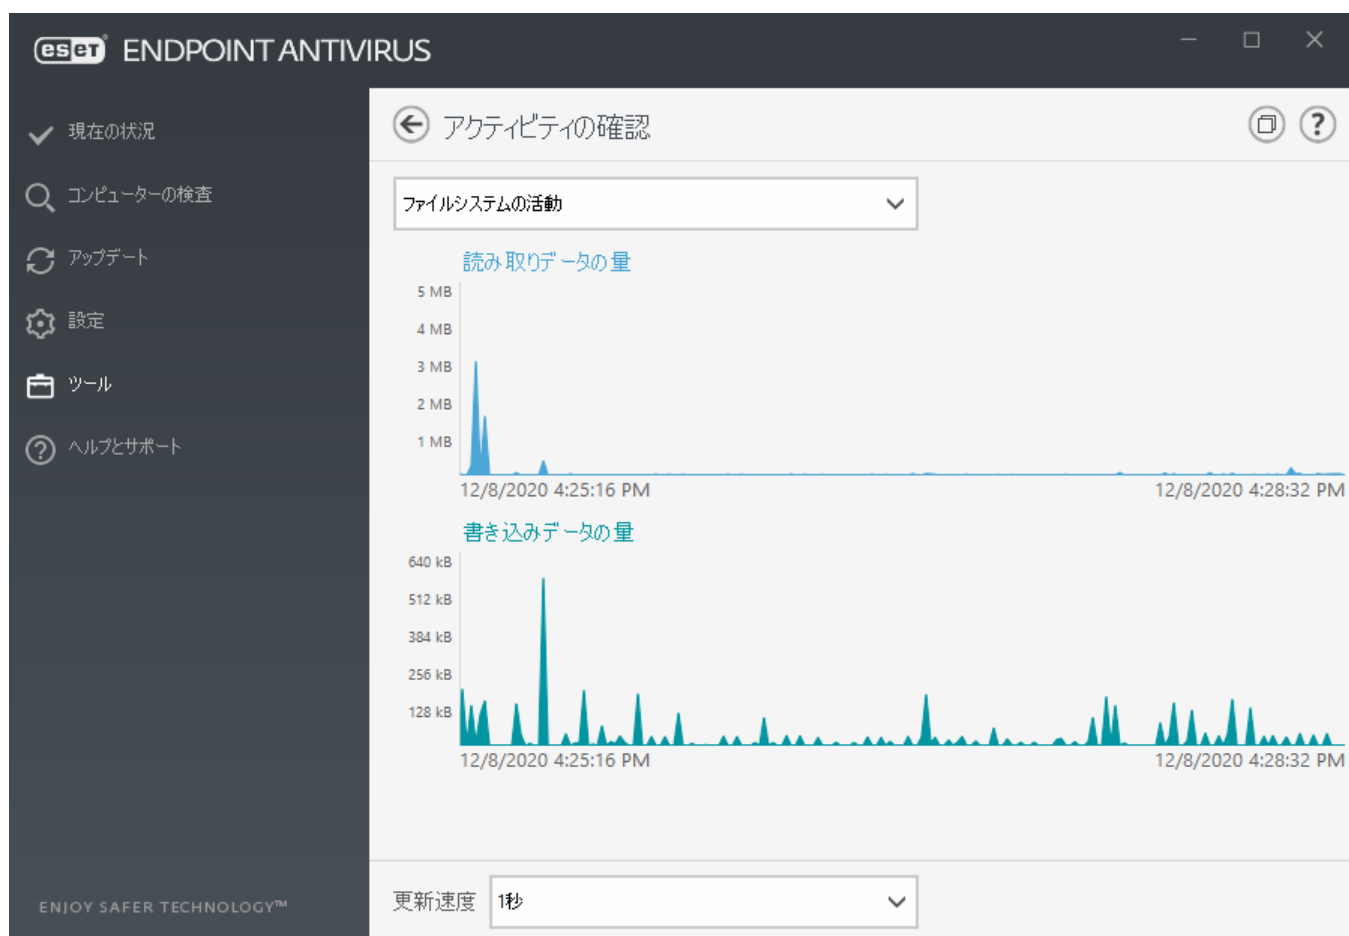 eset ENDPOINT ANTIVIRUS
現在の状況
コンピューターの検査
アップデート
設定
ツール
ヘルプとサポート
ENJOY SAFER TECHNOLOGY™
アクティビティの確認
?
ファイルシステムの活動
読み取りデータの量
5 MB
4 MB
3 MB
2 MB
1 MB
12/8/2020 4:25:16 PM
12/8/2020 4:28:32 PM
書き込みデータの量
640 kB
512 kB
384 kB
256 kB
128 kB
12/8/2020 4:25:16 PM
12/8/2020 4:28:32 PM
更新速度
1秒